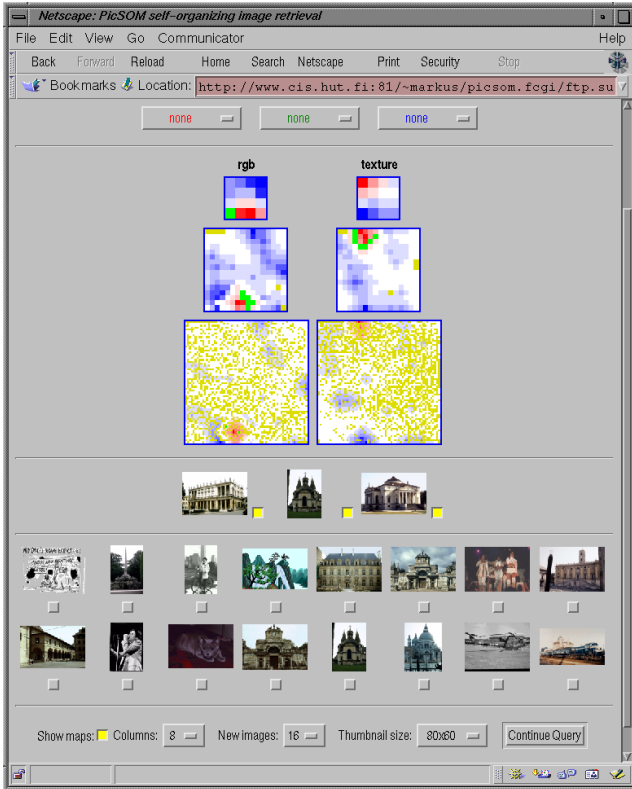 Netscape: PicSOM self-organizing image retrieval
File Edit View Go Communicator Help
Back Forward Reload Home Search Netscape Print Security Stop
Bookmarks Location: http://www.cis.hut.fi:81/~markus/picsom.fcgi/ftp.su
none none none
rgb texture
Show maps: Columns: 8 New images: 16 Thumbnail size: 80x60 Continue Query